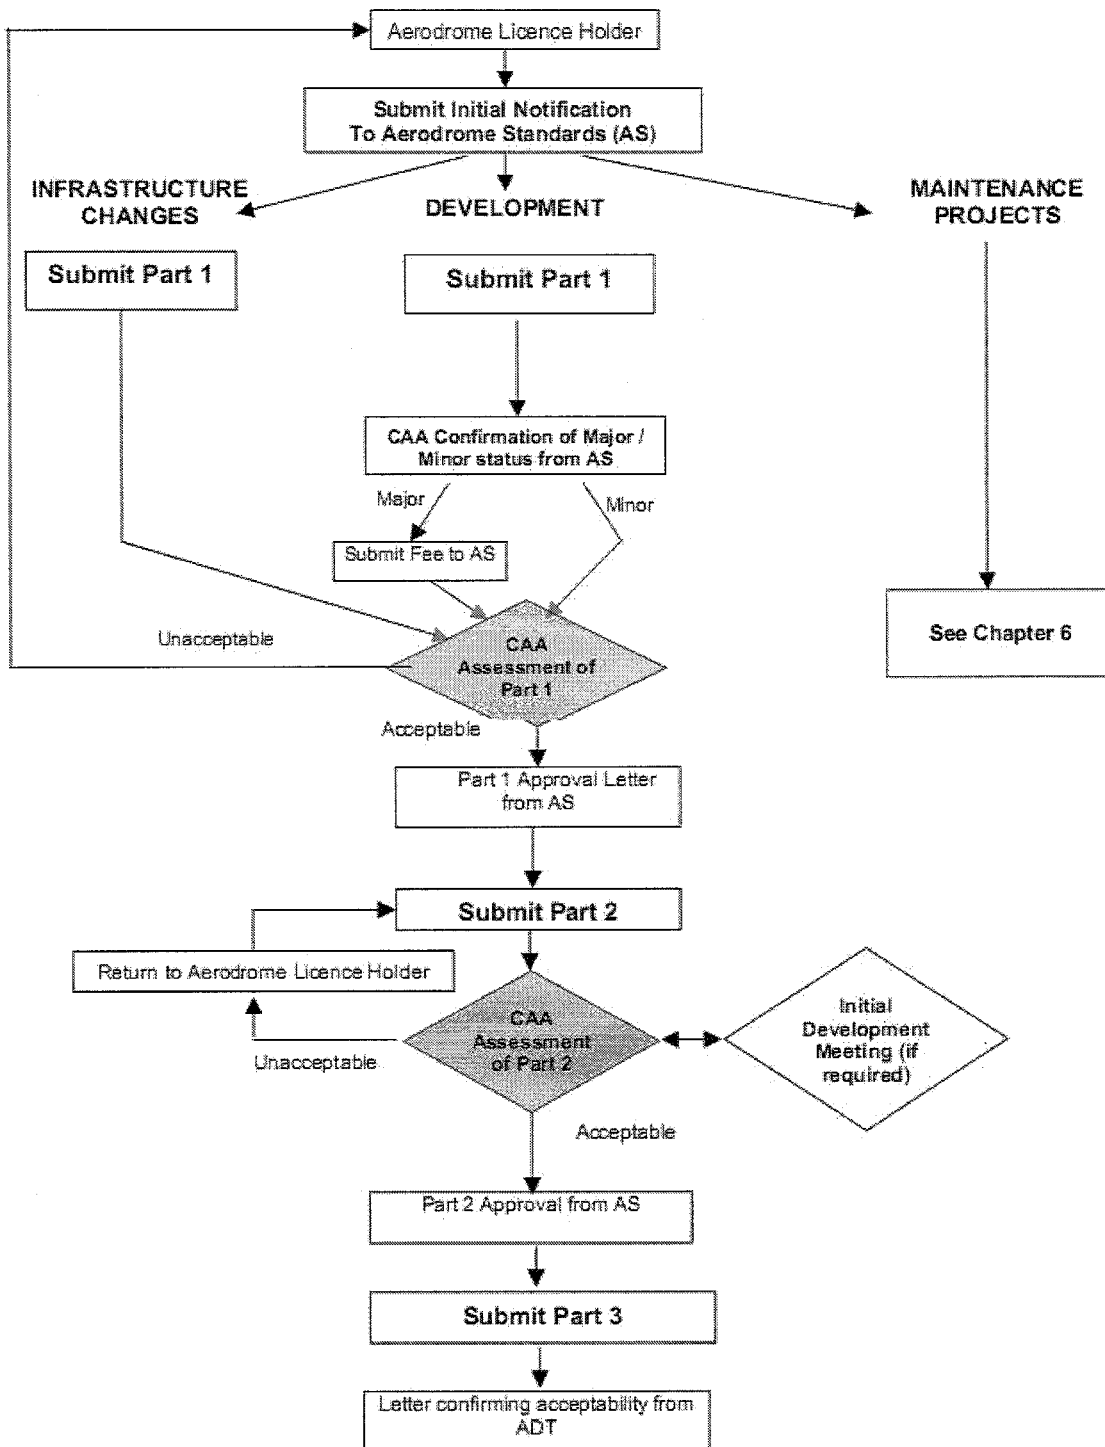 Aerodrome Licence Holder
Submit Initial Notification
To Aerodrome Standards (AS)
INFRASTRUCTURE
CHANGES
DEVELOPMENT
MAINTENANCE
PROJECTS
Submit Part 1
Submit Part 1
CAA Confirmation of Major /
Minor status from AS
Major
Minor
Submit Fee to AS
See Chapter 6
Unacceptable
CAA
Assessment of
Part 1
Acceptable
Part 1 Approval Letter
from AS
Submit Part 2
Return to Aerodrome Licence Holder
CAA
Assessment
of Part 2
Initial
Development
Meeting (if
required)
Unacceptable
Acceptable
Part 2 Approval from AS
Submit Part 3
Letter confirming acceptability from
ADT